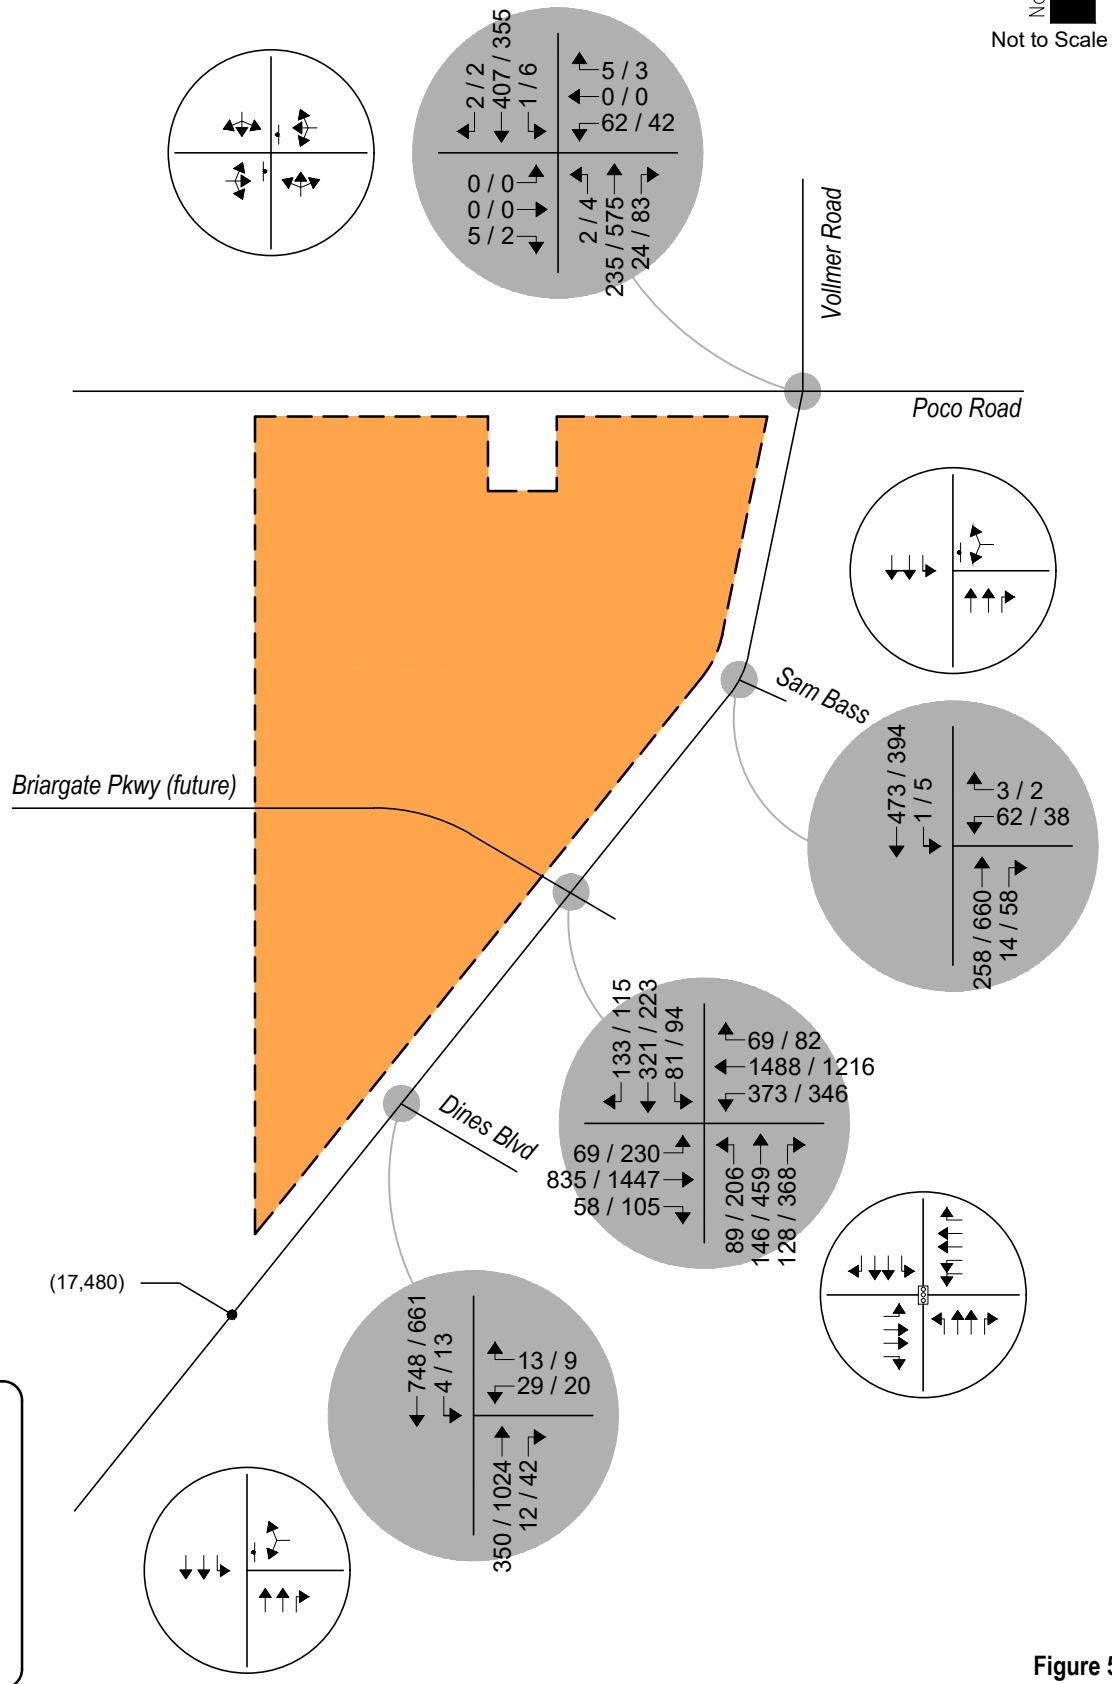 No
Not to Scale
2 / 2
407 / 355
1 / 6
5 / 3
0 / 0
62 / 42
0 / 0
0 / 0
5 / 2
2 / 4
235 / 575
24 / 83
Vollmer Road
Poco Road
Sam Bass
473 / 394
1 / 5
3 / 2
62 / 38
258 / 660
14 / 58
Briargate Pkwy (future)
133 / 115
321 / 223
81 / 94
69 / 82
1488 / 1216
373 / 346
69 / 230
835 / 1447
58 / 105
89 / 206
146 / 459
128 / 368
Dines Blvd
(17,480)
748 / 661
4 / 13
13 / 9
29 / 20
350 / 1024
12 / 42
Figure 5